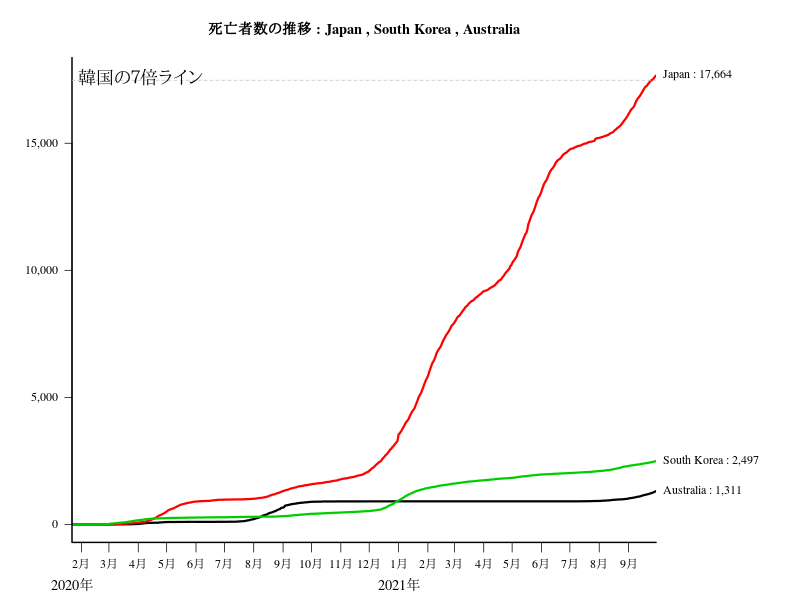 死亡者数の推移 : Japan , South Korea , Australia
韓国の7倍ライン
Japan : 17,664
15,000
10,000
5,000
South Korea : 2,497
Australia : 1,311
0
2月 3月 4月 5月 6月 7月 8月 9月 10月 11月 12月 1月 2月 3月 4月 5月 6月 7月 8月 9月
2020年 2021年